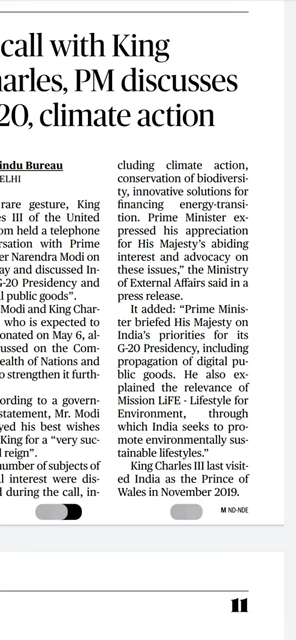 call with King
arles, PM discusses
20, climate action
indu Bureau
ELHI
rare gesture, King
s III of the United
om held a telephone
rsation with Prime
er Narendra Modi on
ay and discussed In-
G-20 Presidency and
l public goods”.
Modi and King Char-
who is expected to
onated on May 6, al-
ussed on the Com-
ealth of Nations and
o strengthen it furth-
ording to a govern-
statement, Mr. Modi
yed his best wishes
King for a “very suc-
l reign”.
number of subjects of
al interest were dis-
d during the call, in-
cluding climate action,
conservation of biodiversi-
ty, innovative solutions for
financing energy-transi-
tion. Prime Minister ex-
pressed his appreciation
for His Majesty’s abiding
interest and advocacy on
these issues,” the Ministry
of External Affairs said in a
press release.
It added: “Prime Minis-
ter briefed His Majesty on
India’s priorities for its
G-20 Presidency, including
propagation of digital pu-
blic goods. He also ex-
plained the relevance of
Mission LiFE - Lifestyle for
Environment, through
which India seeks to pro-
mote environmentally sus-
tainable lifestyles.”
King Charles III last visit-
ed India as the Prince of
Wales in November 2019.
M ND-NDE
11